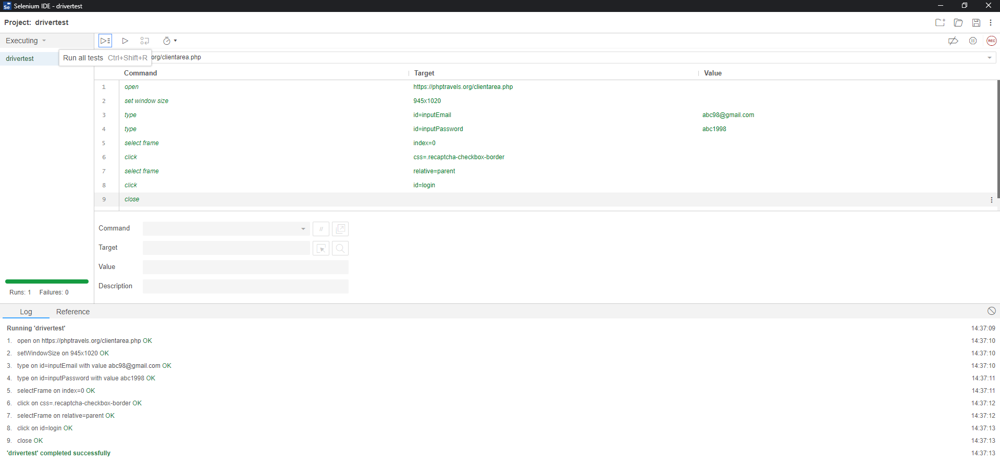 Se Selenium IDE - drivertest
Project: drivertest
Executing
drivertest
Run all tests Ctrl+Shift+R
org/clientarea.php
REC
Command Target Value
1 open https://phptravels.org/clientarea.php
2 set window size 945x1020
3 type id=inputEmail abc98@gmail.com
4 type id=inputPassword abc1998
5 select frame index=0
6 click css=.recaptcha-checkbox-border
7 select frame relative=parent
8 click id=login
9 close
Command //
Target
Value
Description
Runs: 1 Failures: 0
Log Reference
Running 'drivertest' 14:37:09
1. open on https://phptravels.org/clientarea.php OK 14:37:10
2. setWindowSize on 945x1020 OK 14:37:10
3. type on id=inputEmail with value abc98@gmail.com OK 14:37:10
4. type on id=inputPassword with value abc1998 OK 14:37:11
5. selectFrame on index=0 OK 14:37:11
6. click on css=.recaptcha-checkbox-border OK 14:37:12
7. selectFrame on relative=parent OK 14:37:12
8. click on id=login OK 14:37:13
9. close OK 14:37:13
'drivertest' completed successfully 14:37:13